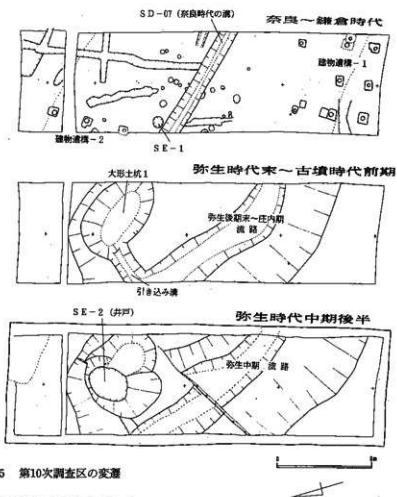 SD-07(奈良時代の溝)
奈良〜鎌倉時代
建物遺構-1
建物遺構-2
SE-1
大形土坑1
弥生時代末〜古墳時代前期
弥生後期末〜庄内期
流路
引き込み溝
SE-2(井戸)
弥生時代中期後半
弥生中期 流路
5 第10次調査区の変遷
0